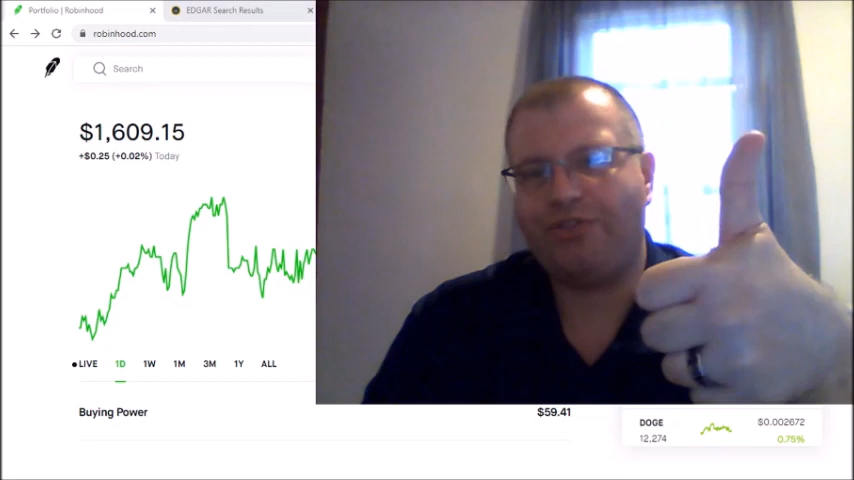 Portfolio | Robinhood
EDGAR Search Results
robinhood.com
Search
$1,609.15
+$0.25 (+0.02%) Today
LIVE 1D 1W 1M 3M 1Y ALL
Buying Power $59.41
DOGE $0.002672
12,274 0.75%